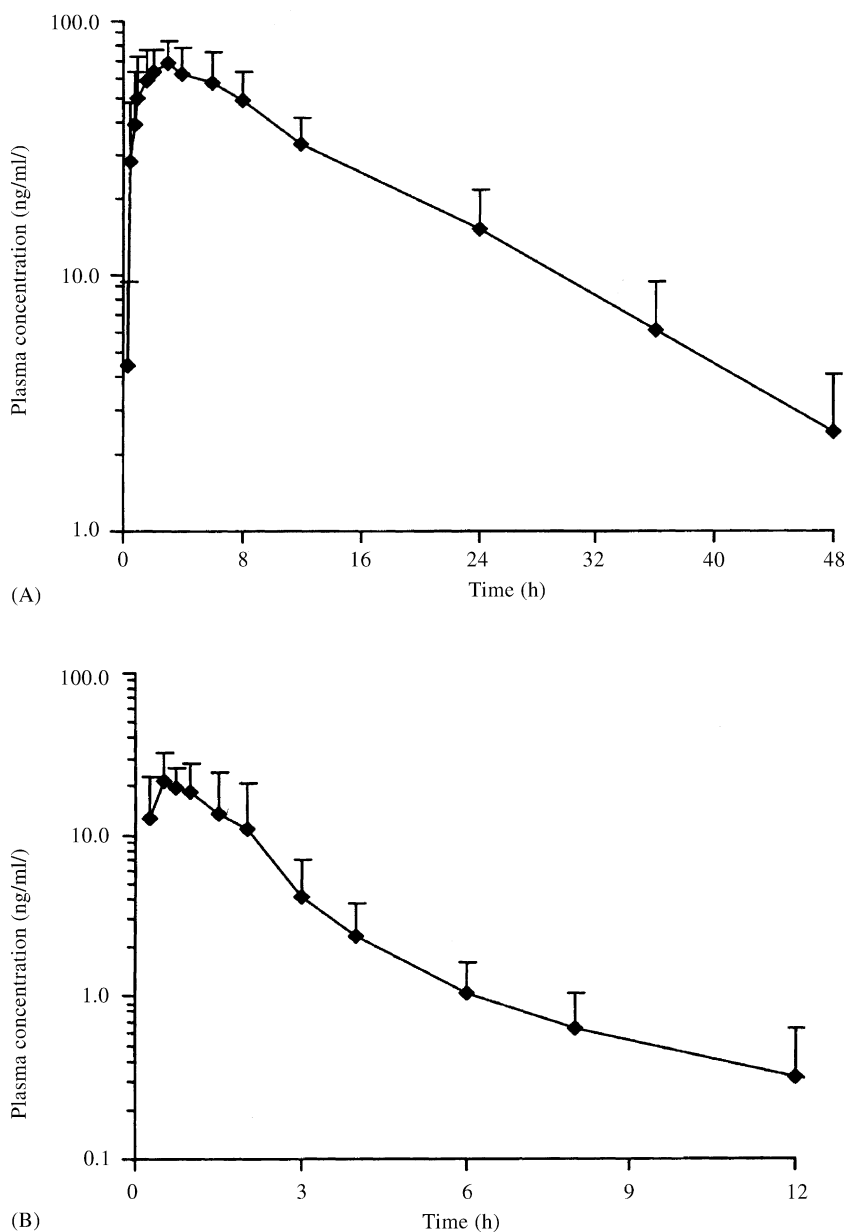 100.0
10.0
1.0
Plasma concentration (ng/ml/)
0 8 16 24 32 40 48
Time (h)
(A)
100.0
10.0
1.0
0.1
Plasma concentration (ng/ml/)
0 3 6 9 12
Time (h)
(B)